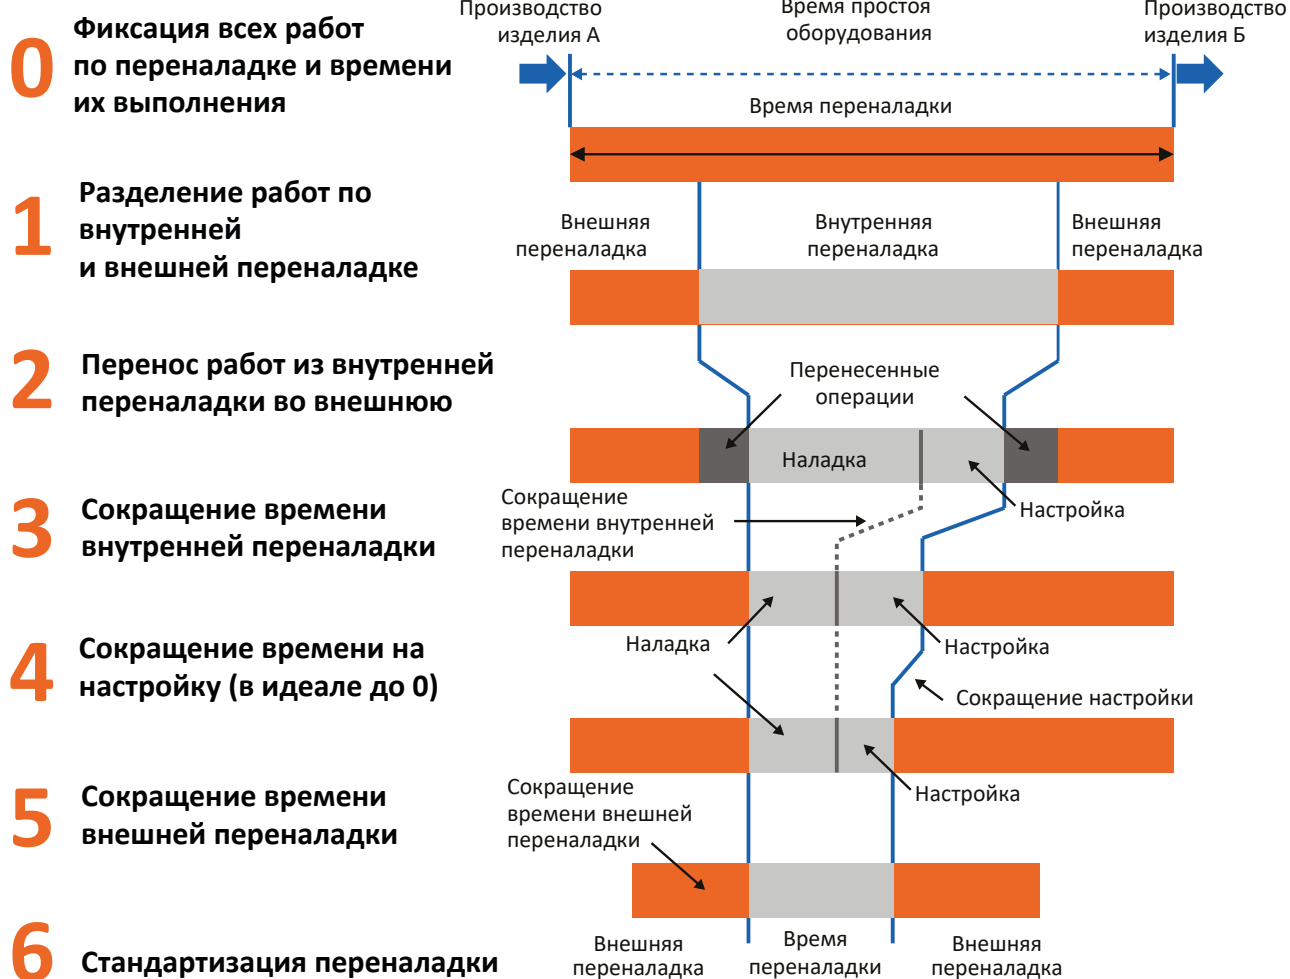 Производство
изделия А
Время простоя
оборудования
Производство
изделия Б
0
Фиксация всех работ
по переналадке и времени
их выполнения
Время переналадки
1
Разделение работ по
внутренней
и внешней переналадке
Внешняя
переналадка
Внутренняя
переналадка
Внешняя
переналадка
2
Перенос работ из внутренней
переналадки во внешнюю
Перенесенные
операции
Наладка
Настройка
3
Сокращение времени
внутренней переналадки
Сокращение
времени внутренней
переналадки
Наладка
Настройка
4
Сокращение времени на
настройку (в идеале до 0)
Сокращение настройки
Настройка
5
Сокращение времени
внешней переналадки
Сокращение
времени внешней
переналадки
6
Стандартизация переналадки
Внешняя
переналадка
Время
переналадки
Внешняя
переналадка